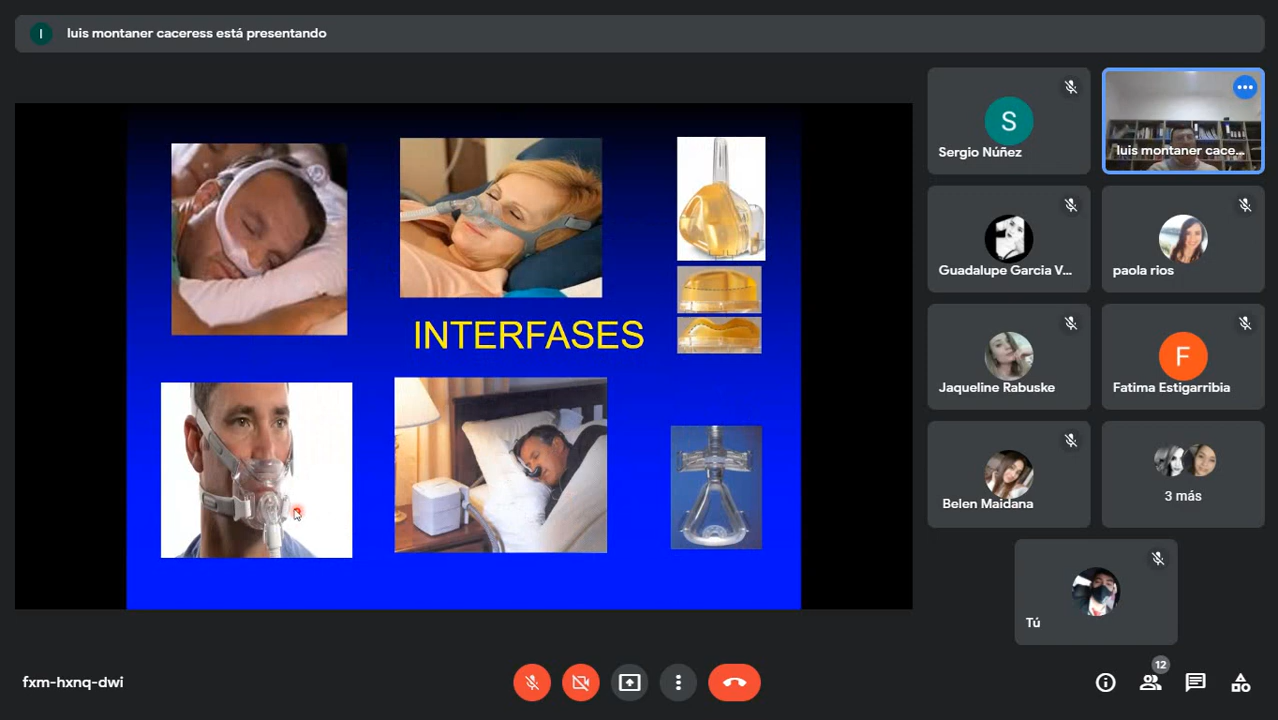 I
luis montaner caceress está presentando
S
Sergio Núñez
luis montaner cace...
Guadalupe Garcia V...
paola rios
INTERFASES
Jaqueline Rabuske
F
Fatima Estigarribia
Belen Maidana
3 más
Tú
fxm-hxnq-dwi
12